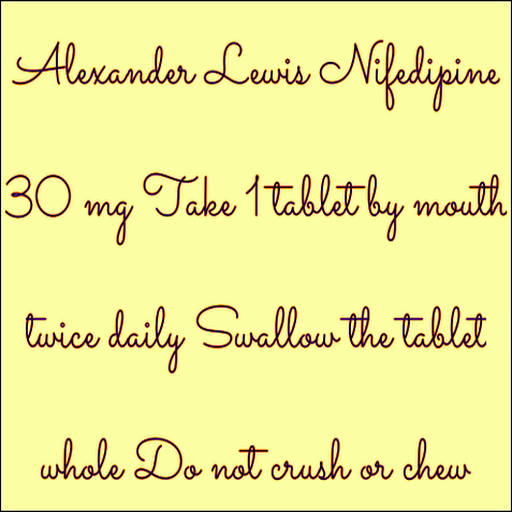 Alexander Lewis Nifedipine
30 mg Take 1 tablet by mouth
twice daily Swallow the tablet
whole Do not crush or chew